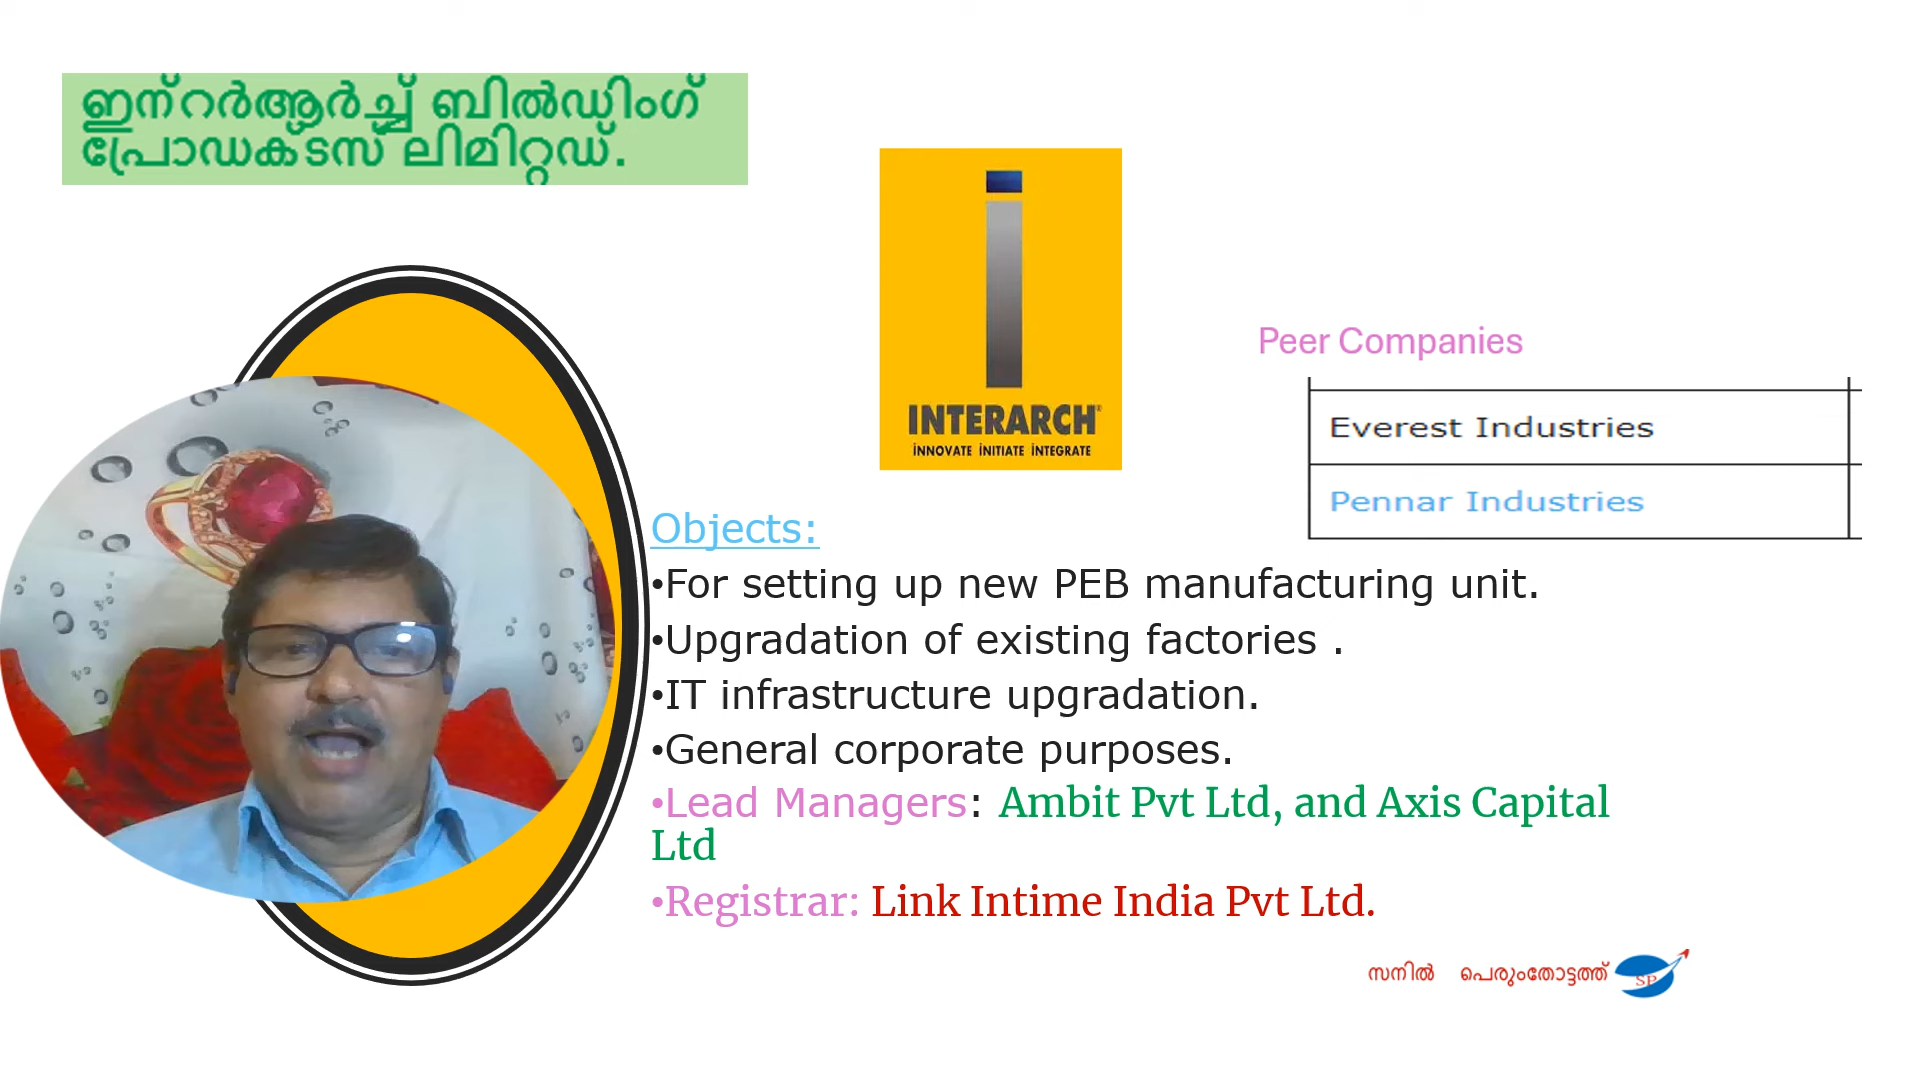 ഇന്റർആർച്ച് ബിൽഡിംഗ്
പ്രോഡക്ടസ് ലിമിറ്റഡ്.
INTERARCH®
iNNOVATE iNITIATE iNTEGRATE
Peer Companies
Everest Industries
Pennar Industries
Objects:
•For setting up new PEB manufacturing unit.
•Upgradation of existing factories .
•IT infrastructure upgradation.
•General corporate purposes.
•Lead Managers: Ambit Pvt Ltd, and Axis Capital
Ltd
•Registrar: Link Intime India Pvt Ltd.
സനിൽ പെരുംതോട്ടത്ത് SP